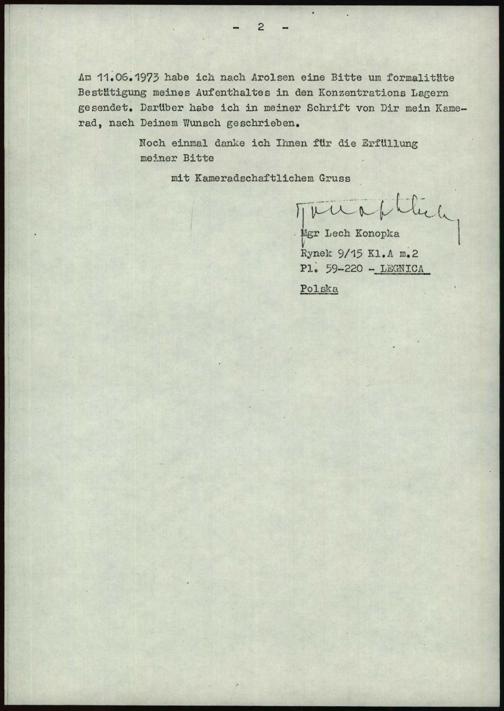 - 2 -
Am 11.06.1973 habe ich nach Arolsen eine Bitte um formalitäte
Bestätigung meines Aufenthaltes in den Konzentrations Lagern
gesendet. Darüber habe ich in meiner Schrift von Dir mein Kame-
rad, nach Deinem Wunsch geschrieben.
Noch einmal danke ich Ihnen für die Erfüllung
meiner Bitte
mit Kameradschaftlichem Gruss
Mgr Lech Konopka
Rynek 9/15 Kl.A m.2
Pl. 59-220 - LEGNICA
Polska